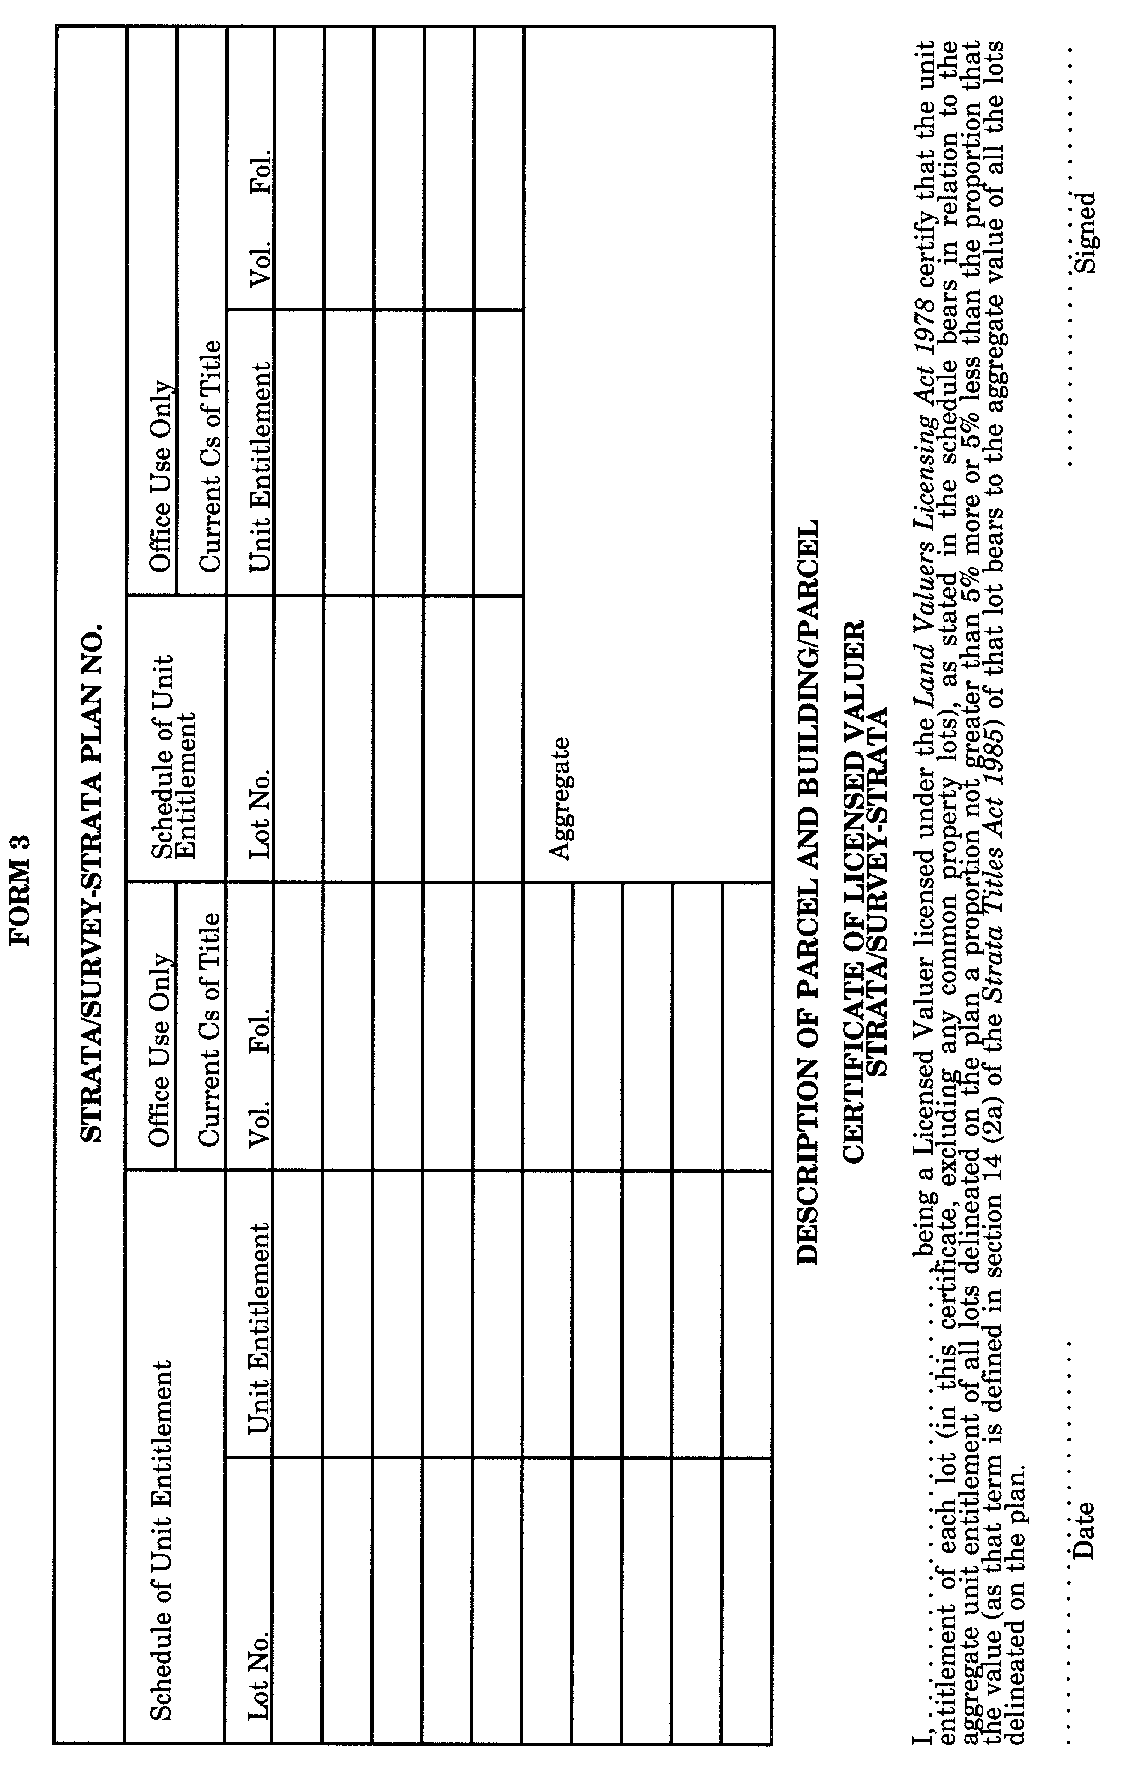 FORM 3
STRATA/SURVEY-STRATA PLAN NO.
Schedule of Unit Entitlement
Office Use Only
Current Cs of Title
Schedule of Unit
Entitlement
Office Use Only
Current Cs of Title
Lot No. Unit Entitlement Vol. Fol. Lot No. Unit Entitlement Vol. Fol.
Aggregate
DESCRIPTION OF PARCEL AND BUILDING/PARCEL
CERTIFICATE OF LICENSED VALUER
STRATA/SURVEY-STRATA
I, ................................, being a Licensed Valuer licensed under the Land Valuers Licensing Act 1978 certify that the unit
entitlement of each lot (in this certificate, excluding any common property lots), as stated in the schedule bears in relation to the
aggregate unit entitlement of all lots delineated on the plan a proportion not greater than 5% more or 5% less than the proportion that
the value (as that term is defined in section 14 (2a) of the Strata Titles Act 1985) of that lot bears to the aggregate value of all the lots
delineated on the plan.
................................ ................................
Date Signed